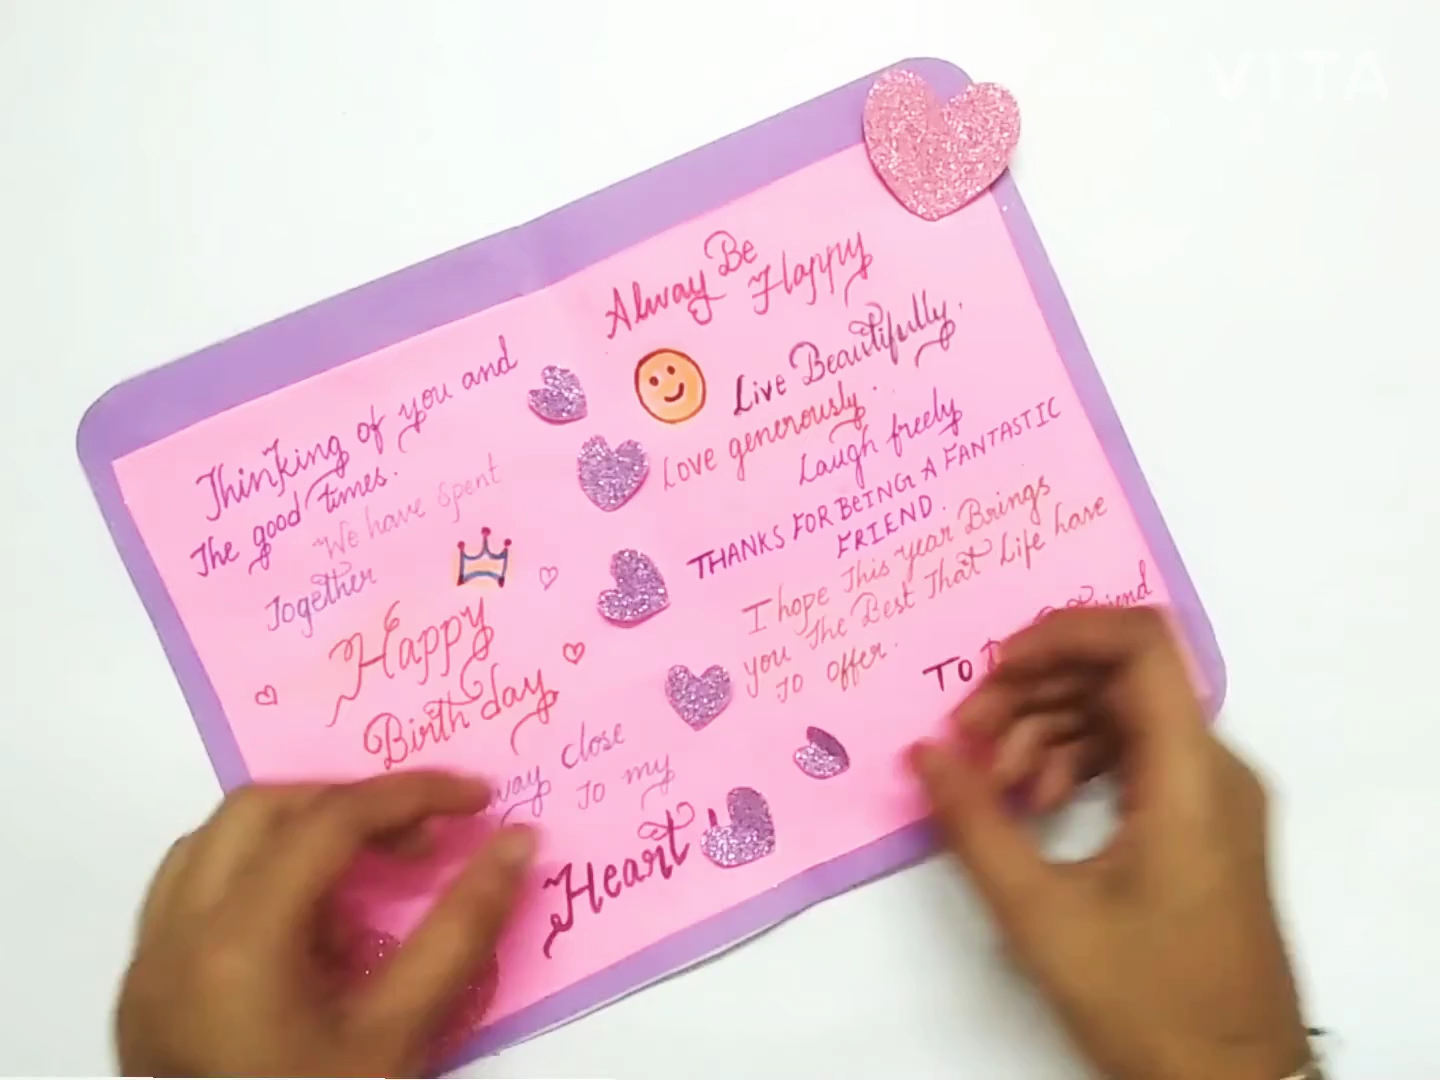 VITA
Thinking of you and
The good times.
We have Spent
Together
Happy
Birthday
way close
To my
Heart
Alway Be
Happy
Live Beautifully.
Love generously.
Laugh freely
THANKS FOR BEING A FANTASTIC
FRIEND.
I hope This year Brings
you The Best That Life have
To offer.
TO